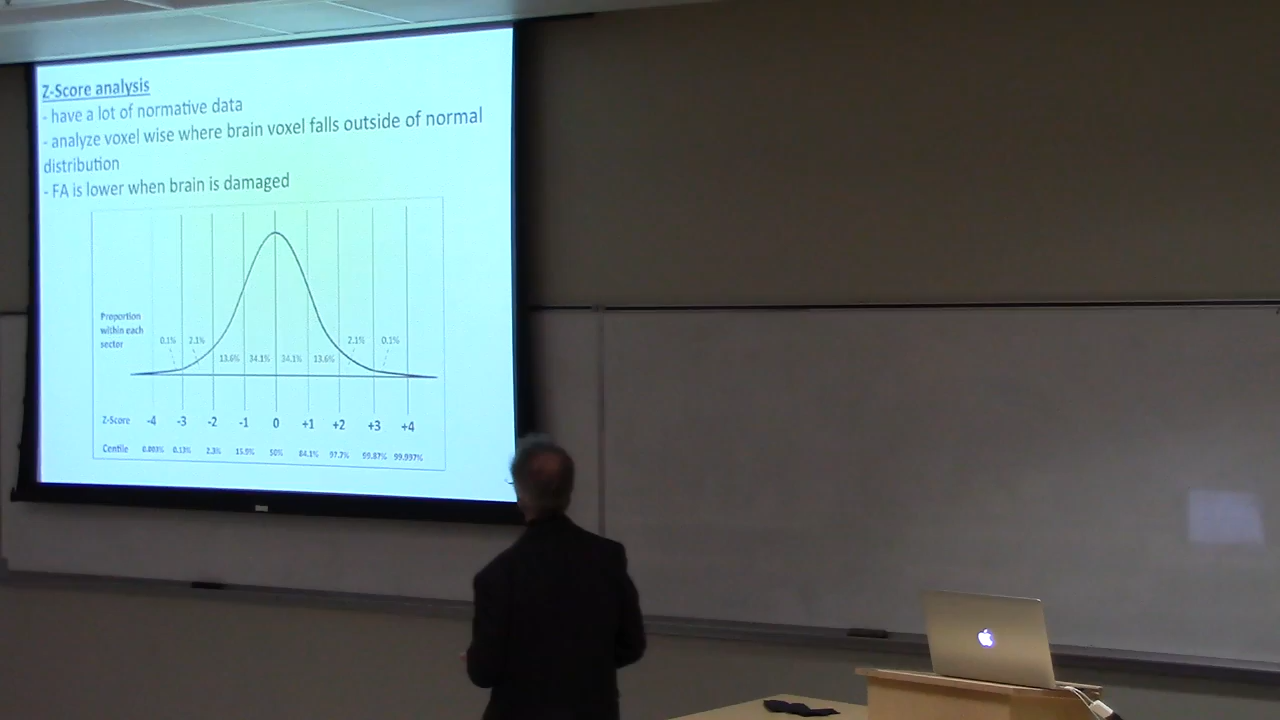 Z-Score analysis
- have a lot of normative data
- analyze voxel wise where brain voxel falls outside of normal
distribution
- FA is lower when brain is damaged
Proportion
within each
sector
0.1% 2.1% 2.1% 0.1%
13.6% 34.1% 34.1% 13.6%
Z-Score -4 -3 -2 -1 0 +1 +2 +3 +4
Centile 0.003% 0.13% 2.3% 15.9% 50% 84.1% 97.7% 99.87% 99.997%